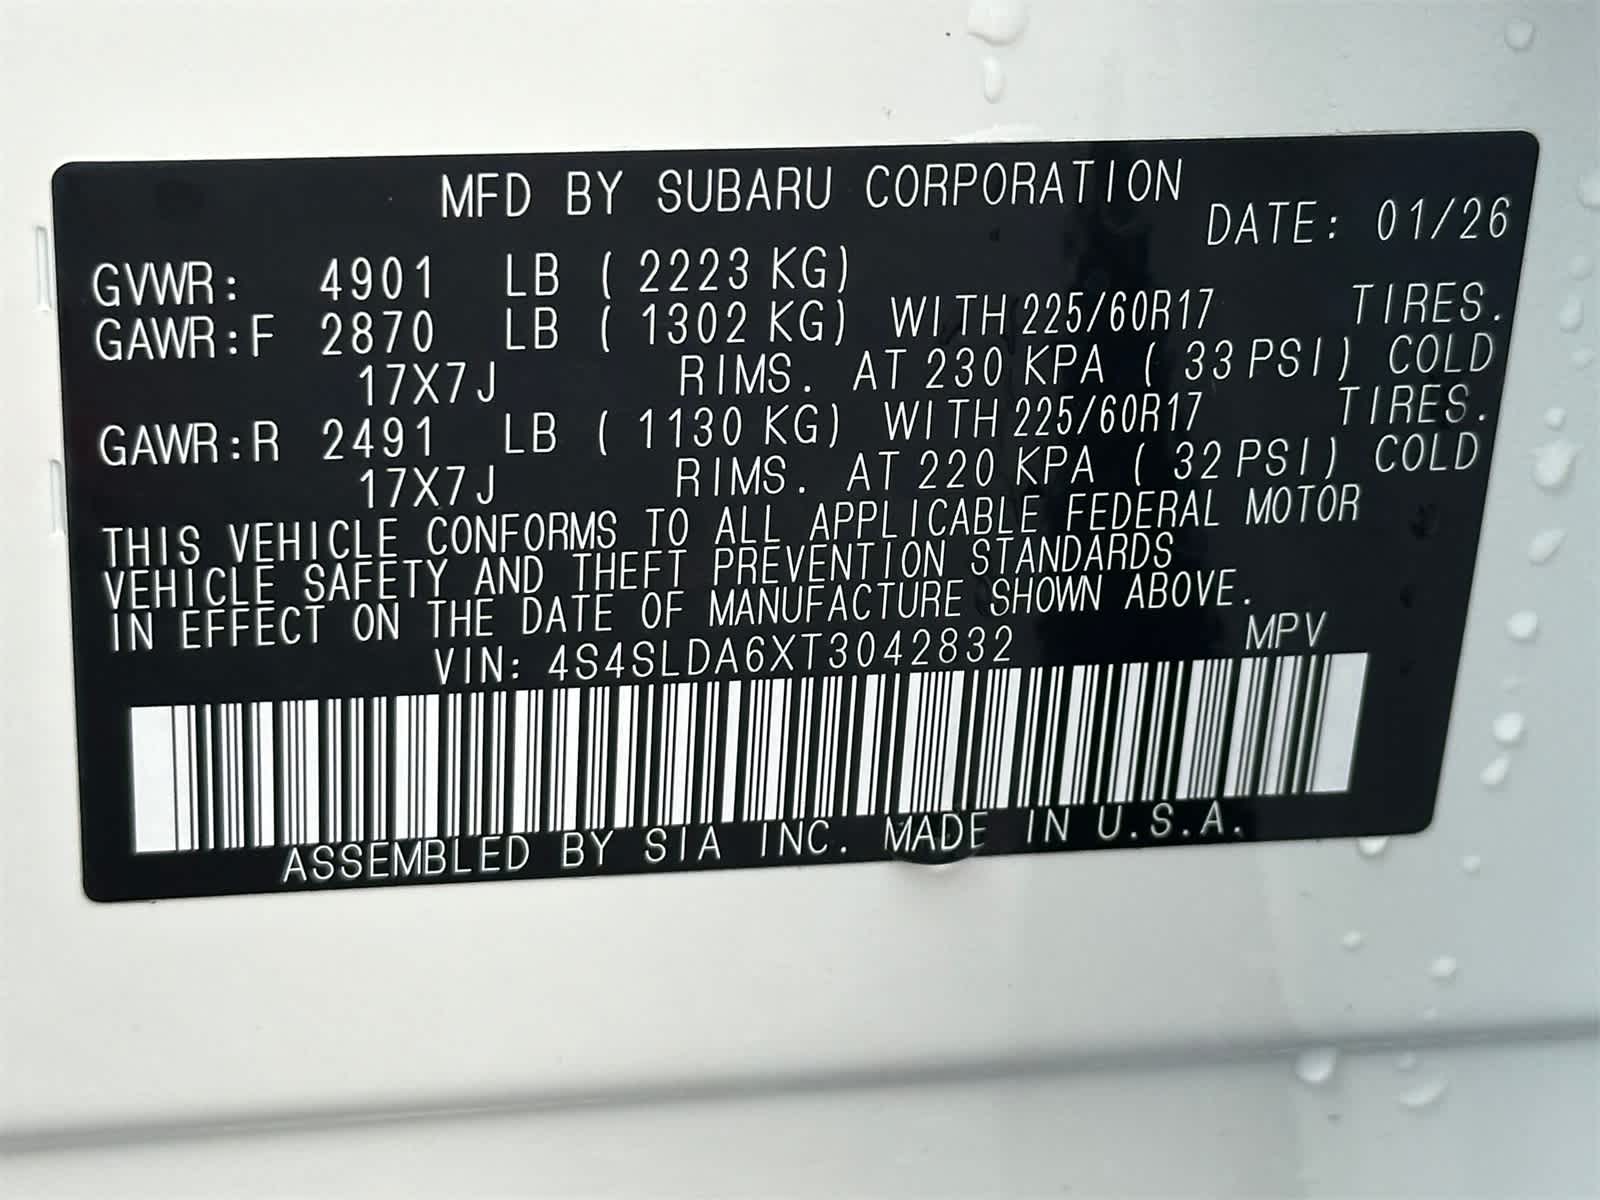 MFD BY SUBARU CORPORATION
DATE: 01/26
GVWR: 4901 LB ( 2223 KG)
GAWR:F 2870 LB ( 1302 KG) WITH 225/60R17 TIRES.
17X7J RIMS. AT 230 KPA ( 33 PSI) COLD
GAWR:R 2491 LB ( 1130 KG) WITH 225/60R17 TIRES.
17X7J RIMS. AT 220 KPA ( 32 PSI) COLD
THIS VEHICLE CONFORMS TO ALL APPLICABLE FEDERAL MOTOR
VEHICLE SAFETY AND THEFT PREVENTION STANDARDS
IN EFFECT ON THE DATE OF MANUFACTURE SHOWN ABOVE.
VIN: 4S4SLDA6XT3042832 MPV
ASSEMBLED BY SIA INC. MADE IN U.S.A.